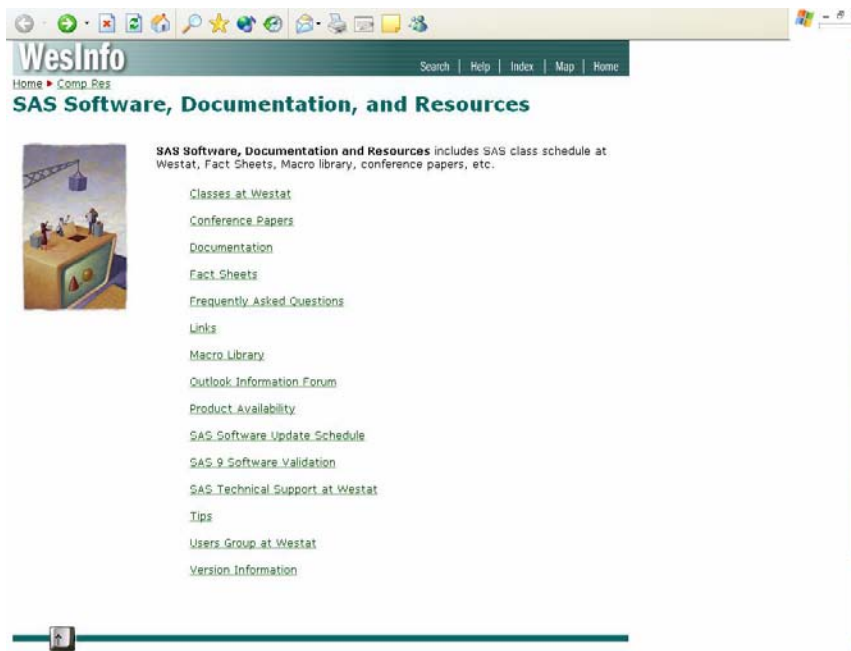 WesInfo
Search | Help | Index | Map | Home
Home ▸ Comp Res
SAS Software, Documentation, and Resources
SAS Software, Documentation and Resources includes SAS class schedule at
Westat, Fact Sheets, Macro library, conference papers, etc.
Classes at Westat
Conference Papers
Documentation
Fact Sheets
Frequently Asked Questions
Links
Macro Library
Outlook Information Forum
Product Availability
SAS Software Update Schedule
SAS 9 Software Validation
SAS Technical Support at Westat
Tips
Users Group at Westat
Version Information